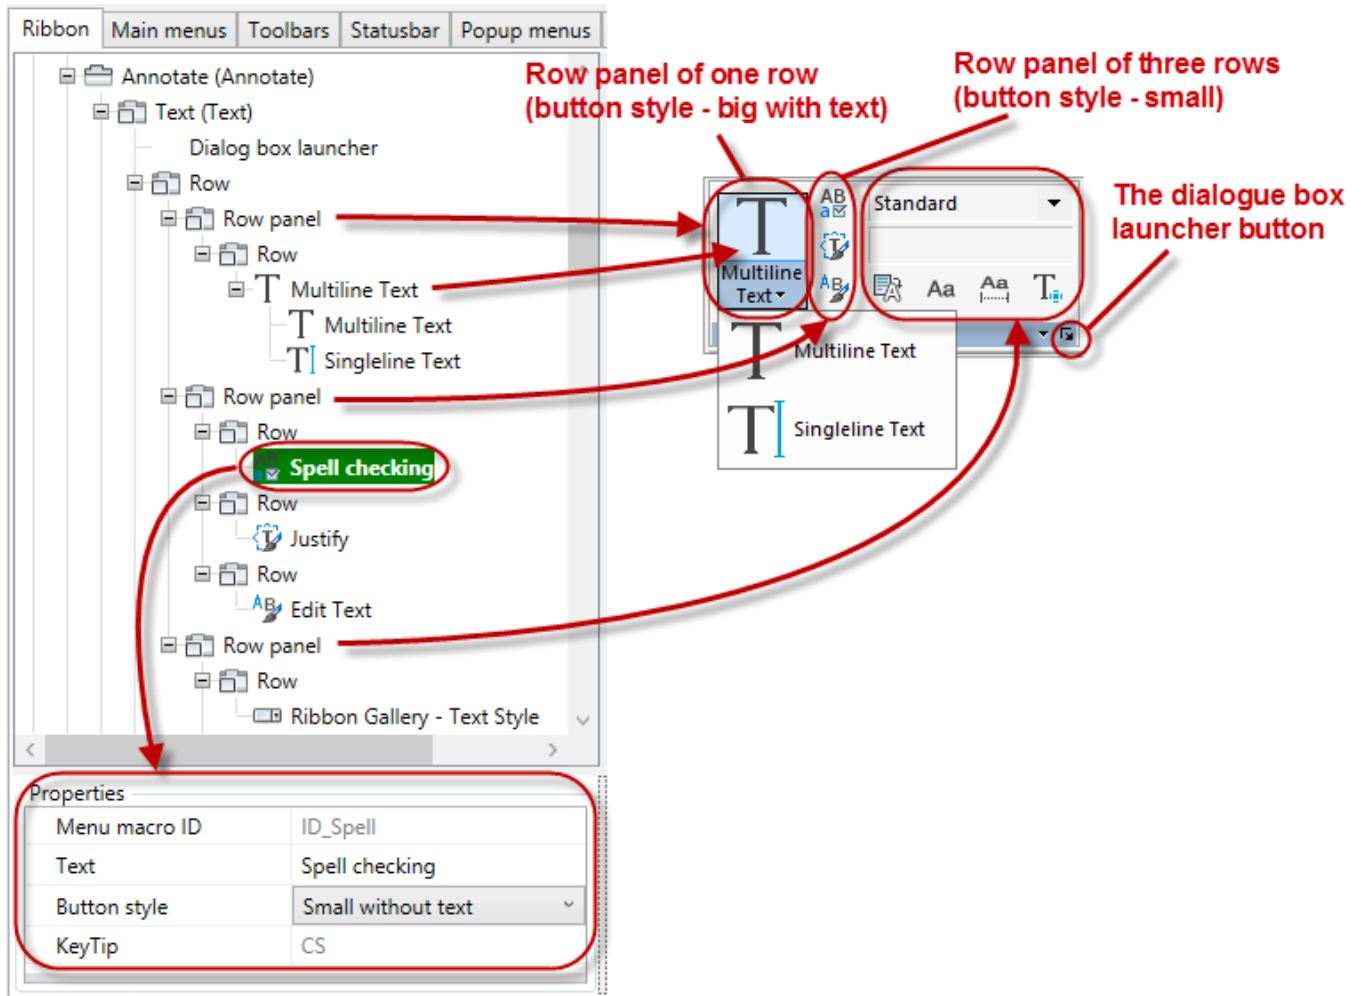 Ribbon Main menus Toolbars Statusbar Popup menus
Annotate (Annotate)
Text (Text)
Dialog box launcher
Row
Row panel
Row
Multiline Text
Multiline Text
Singleline Text
Row panel
Row
Spell checking
Row
Justify
Row
Edit Text
Row panel
Row
Ribbon Gallery - Text Style
Properties
Menu macro ID ID_Spell
Text Spell checking
Button style Small without text
KeyTip CS
Row panel of one row
(button style - big with text)
Row panel of three rows
(button style - small)
The dialogue box
launcher button
Standard
Multiline
Text
Multiline Text
Singleline Text